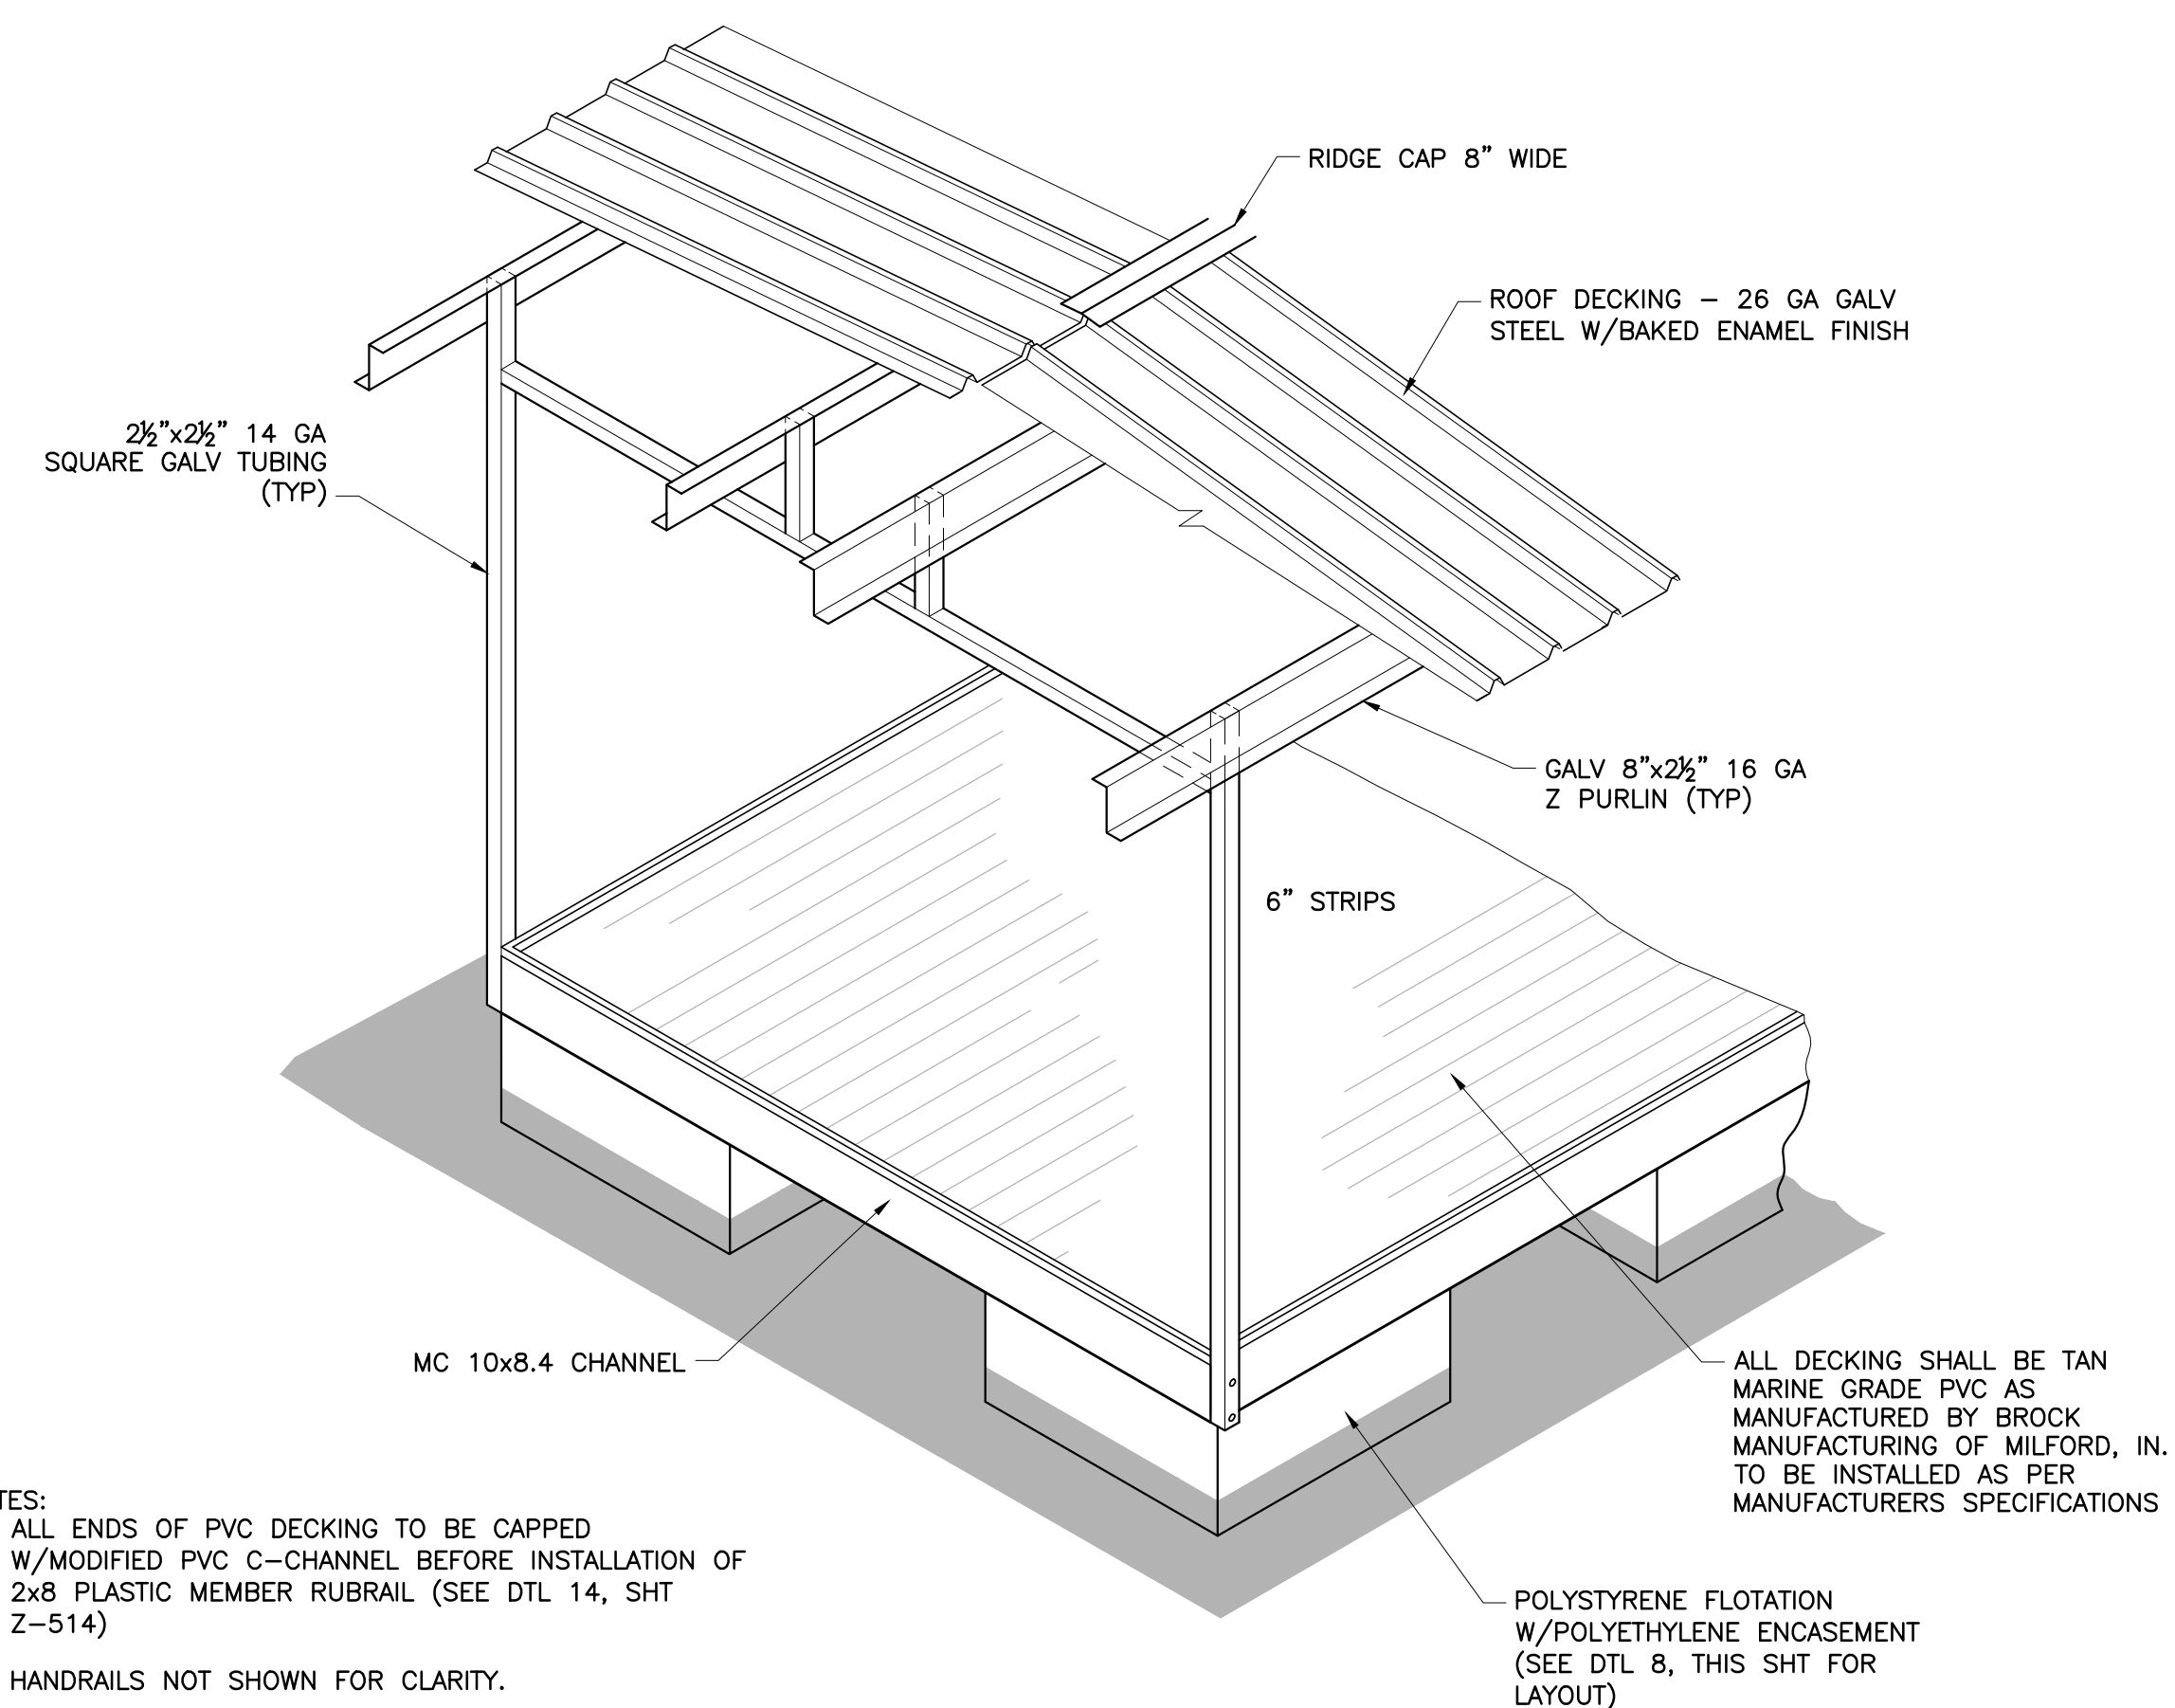 RIDGE CAP 8" WIDE
ROOF DECKING – 26 GA GALV
STEEL W/BAKED ENAMEL FINISH
2½"x2½" 14 GA
SQUARE GALV TUBING
(TYP)
GALV 8"x2½" 16 GA
Z PURLIN (TYP)
6" STRIPS
MC 10x8.4 CHANNEL
ALL DECKING SHALL BE TAN
MARINE GRADE PVC AS
MANUFACTURED BY BROCK
MANUFACTURING OF MILFORD, IN.
TO BE INSTALLED AS PER
MANUFACTURERS SPECIFICATIONS
TES:
ALL ENDS OF PVC DECKING TO BE CAPPED
W/MODIFIED PVC C–CHANNEL BEFORE INSTALLATION OF
2x8 PLASTIC MEMBER RUBRAIL (SEE DTL 14, SHT
Z–514)
HANDRAILS NOT SHOWN FOR CLARITY.
POLYSTYRENE FLOTATION
W/POLYETHYLENE ENCASEMENT
(SEE DTL 8, THIS SHT FOR
LAYOUT)